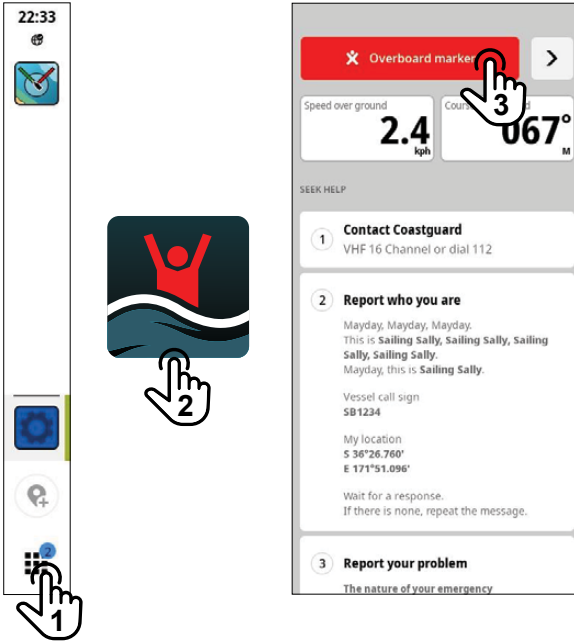 22:33
2
1
2
Overboard marker
3
Speed over ground
2.4
kph
067°
M
SEEK HELP
1 Contact Coastguard
VHF 16 Channel or dial 112
2 Report who you are
Mayday, Mayday, Mayday.
This is Sailing Sally, Sailing Sally, Sailing
Sally, Sailing Sally.
Mayday, this is Sailing Sally.
Vessel call sign
SB1234
My location
S 36°26.760'
E 171°51.096'
Wait for a response.
If there is none, repeat the message.
3 Report your problem
The nature of your emergency